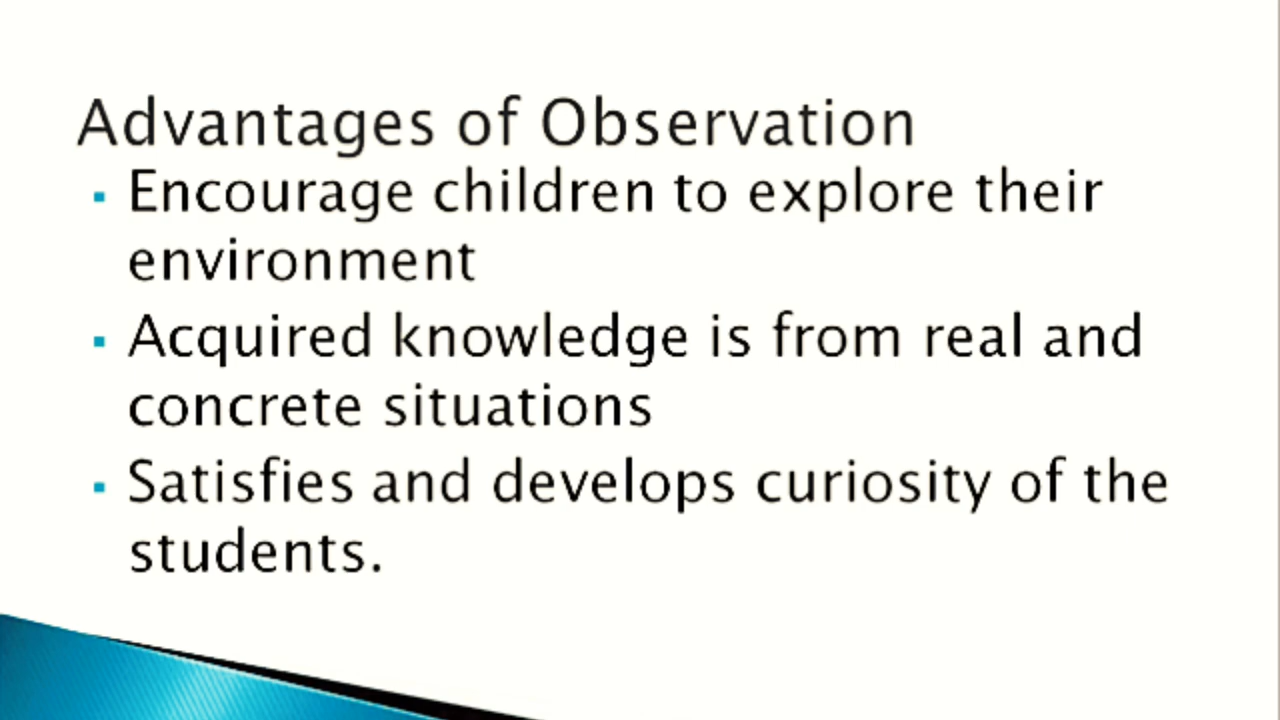 Advantages of Observation
▪ Encourage children to explore their
environment
▪ Acquired knowledge is from real and
concrete situations
▪ Satisfies and develops curiosity of the
students.